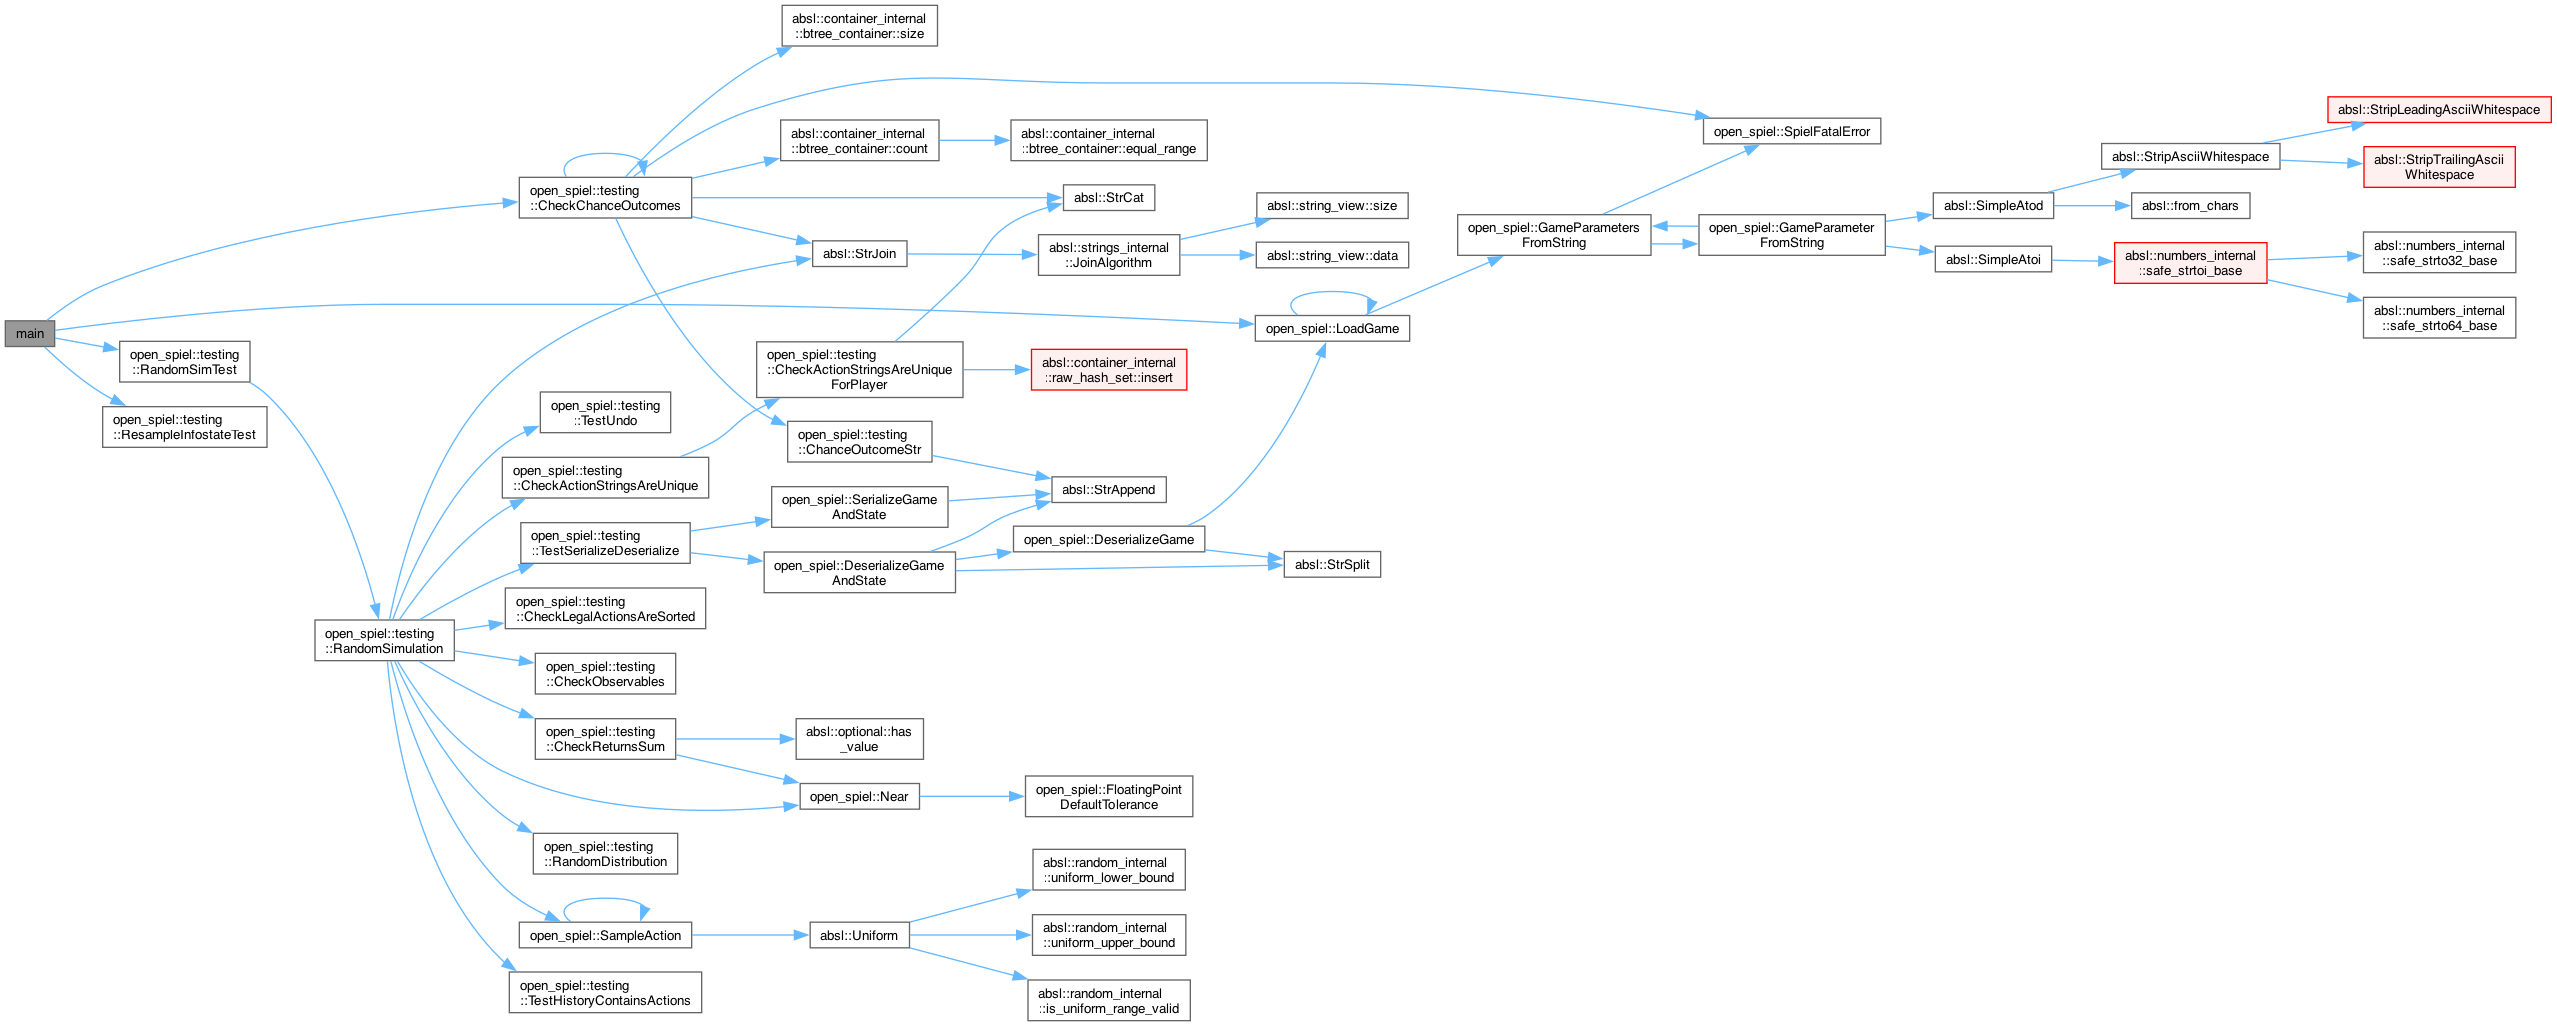 main
open_spiel::testing
::CheckChanceOutcomes
absl::container_internal
::btree_container::size
absl::container_internal
::btree_container::count
absl::container_internal
::btree_container::equal_range
open_spiel::SpielFatalError
absl::StrCat
absl::StrJoin
absl::strings_internal
::JoinAlgorithm
absl::string_view::size
absl::string_view::data
open_spiel::GameParameters
FromString
open_spiel::GameParameter
FromString
absl::SimpleAtod
absl::SimpleAtoi
absl::StripAsciiWhitespace
absl::from_chars
absl::numbers_internal
::safe_strtoi_base
absl::StripLeadingAsciiWhitespace
absl::StripTrailingAscii
Whitespace
absl::numbers_internal
::safe_strto32_base
absl::numbers_internal
::safe_strto64_base
open_spiel::LoadGame
open_spiel::testing
::RandomSimTest
open_spiel::testing
::ResampleInfostateTest
open_spiel::testing
::CheckActionStringsAreUnique
ForPlayer
absl::container_internal
::raw_hash_set::insert
open_spiel::testing
::TestUndo
open_spiel::testing
::ChanceOutcomeStr
open_spiel::testing
::CheckActionStringsAreUnique
absl::StrAppend
open_spiel::SerializeGame
AndState
open_spiel::testing
::TestSerializeDeserialize
open_spiel::DeserializeGame
AndState
open_spiel::DeserializeGame
absl::StrSplit
open_spiel::testing
::CheckLegalActionsAreSorted
open_spiel::testing
::RandomSimulation
open_spiel::testing
::CheckObservables
open_spiel::testing
::CheckReturnsSum
absl::optional::has
_value
open_spiel::Near
open_spiel::FloatingPoint
DefaultTolerance
open_spiel::testing
::RandomDistribution
open_spiel::SampleAction
absl::Uniform
absl::random_internal
::uniform_lower_bound
absl::random_internal
::uniform_upper_bound
absl::random_internal
::is_uniform_range_valid
open_spiel::testing
::TestHistoryContainsActions